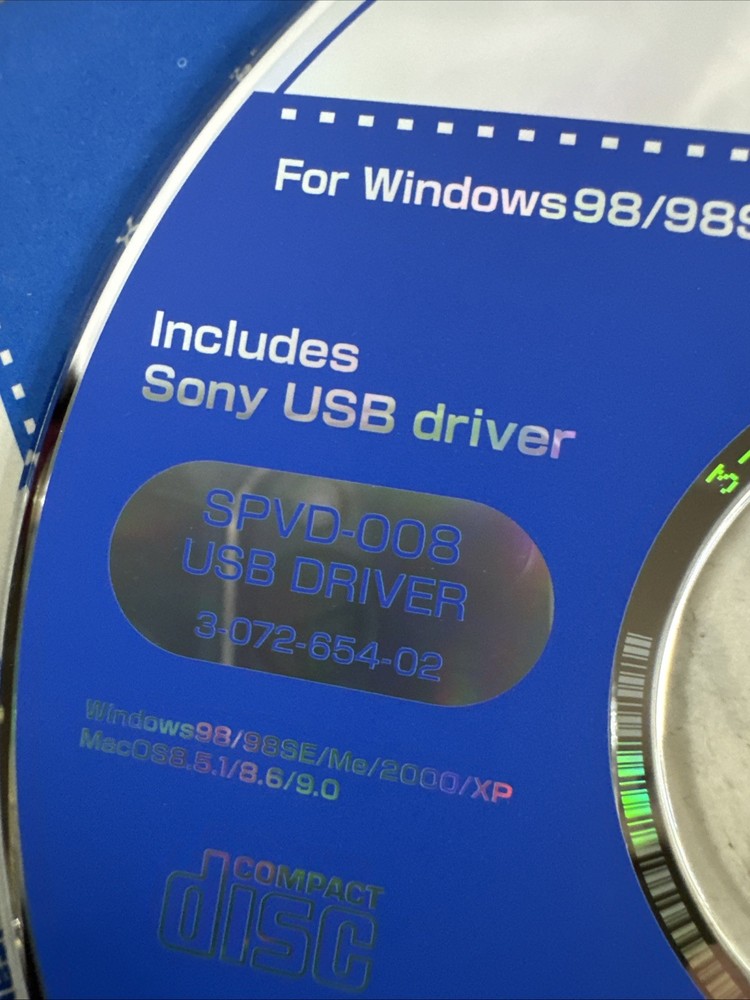 For Windows98/98S
Includes
Sony USB driver
SPVD-008
USB DRIVER
3-072-654-02
Windows98/98SE/Me/2000/XP
MacOS8.5.1/8.6/9.0
COMPACT
disc